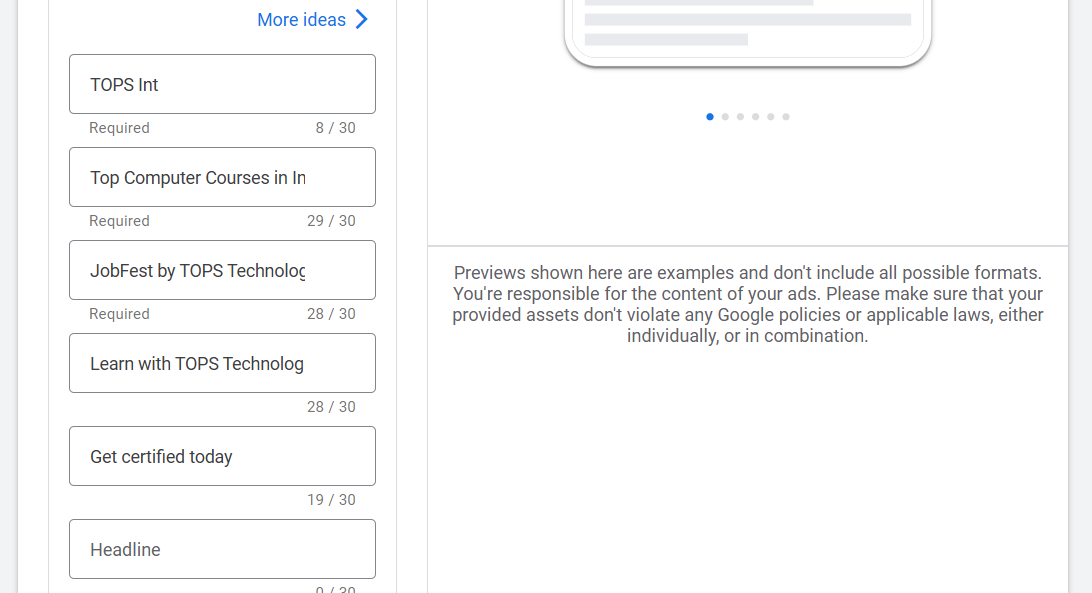 More ideas
TOPS Int
Required 8 / 30
Top Computer Courses in
Required 29 / 30
JobFest by TOPS
Required 28 / 30
Learn with TOPS
28 / 30
Get certified today
19 / 30
Headline
0 / 30
Previews shown here are examples and don't include all possible formats.
You're responsible for the content of your ads. Please make sure that your
provided assets don't violate any Google policies or applicable laws, either
individually, or in combination.